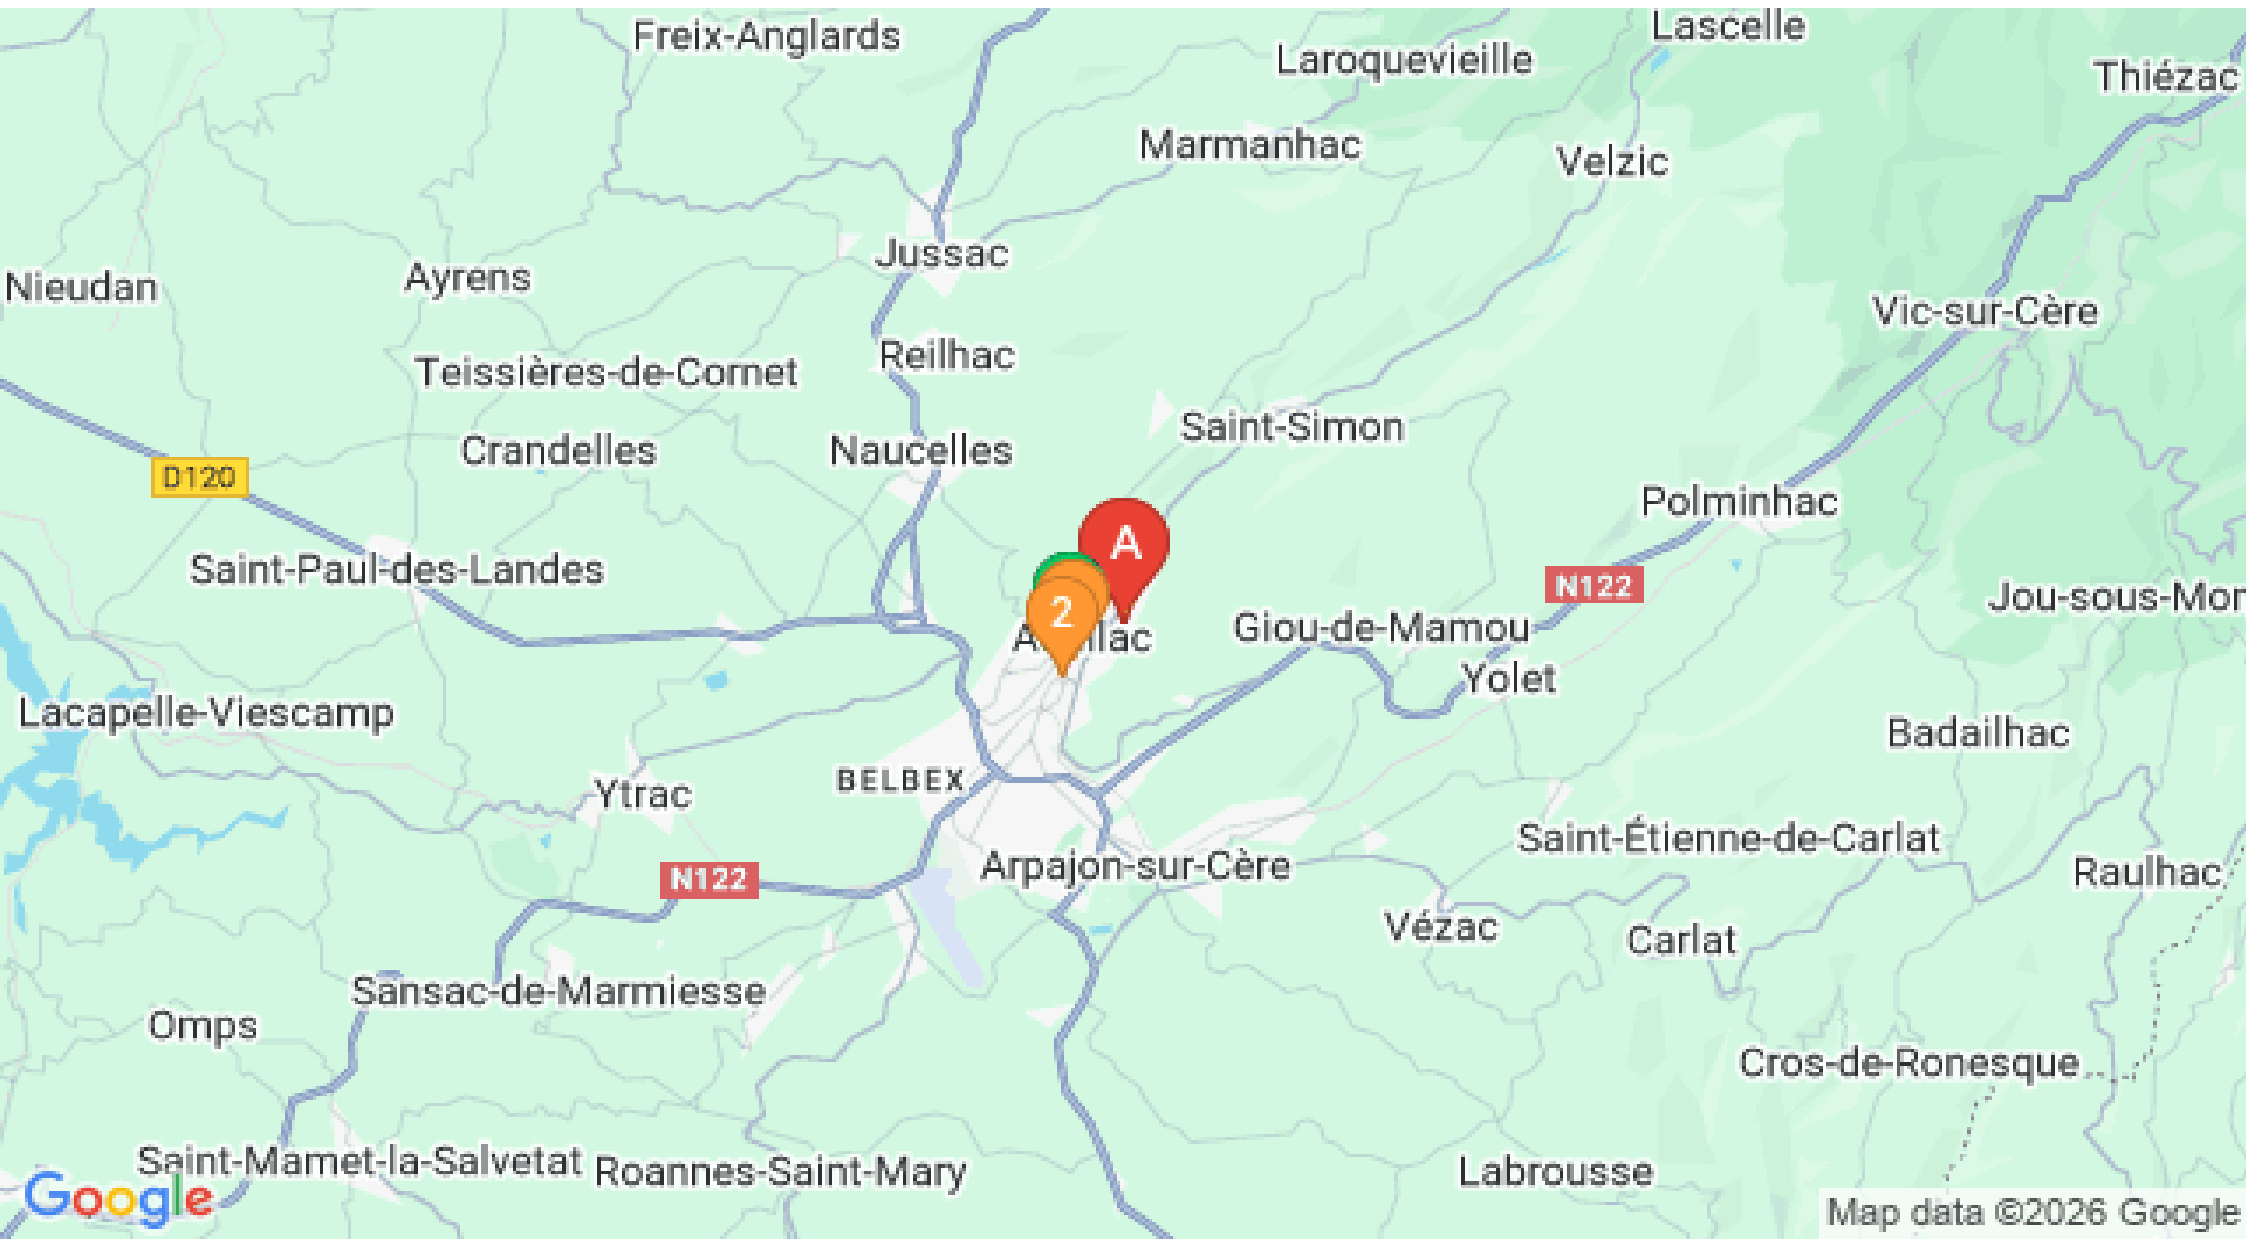 Freix-Anglards
Lascelle
Laroquevieille
Thiézac
Marmanhac
Velzic
Jussac
Ayrens
Nieudan
Vic-sur-Cère
Reilhac
Teissières-de-Cornet
Saint-Simon
Crandelles
Naucelles
D120
Polminhac
A
Saint-Paul-des-Landes
N122
Jou-sous-Mon
2
Giou-de-Mamou
Yolet
Lacapelle-Viescamp
Badailhac
BELBEX
Ytrac
Saint-Étienne-de-Carlat
Arpajon-sur-Cère
Raulhac
N122
Vézac
Carlat
Sansac-de-Marmiesse
Omps
Cros-de-Ronesque
Saint-Mamet-la-Salvetat
Roannes-Saint-Mary
Labrousse
Google
Map data ©2026 Google